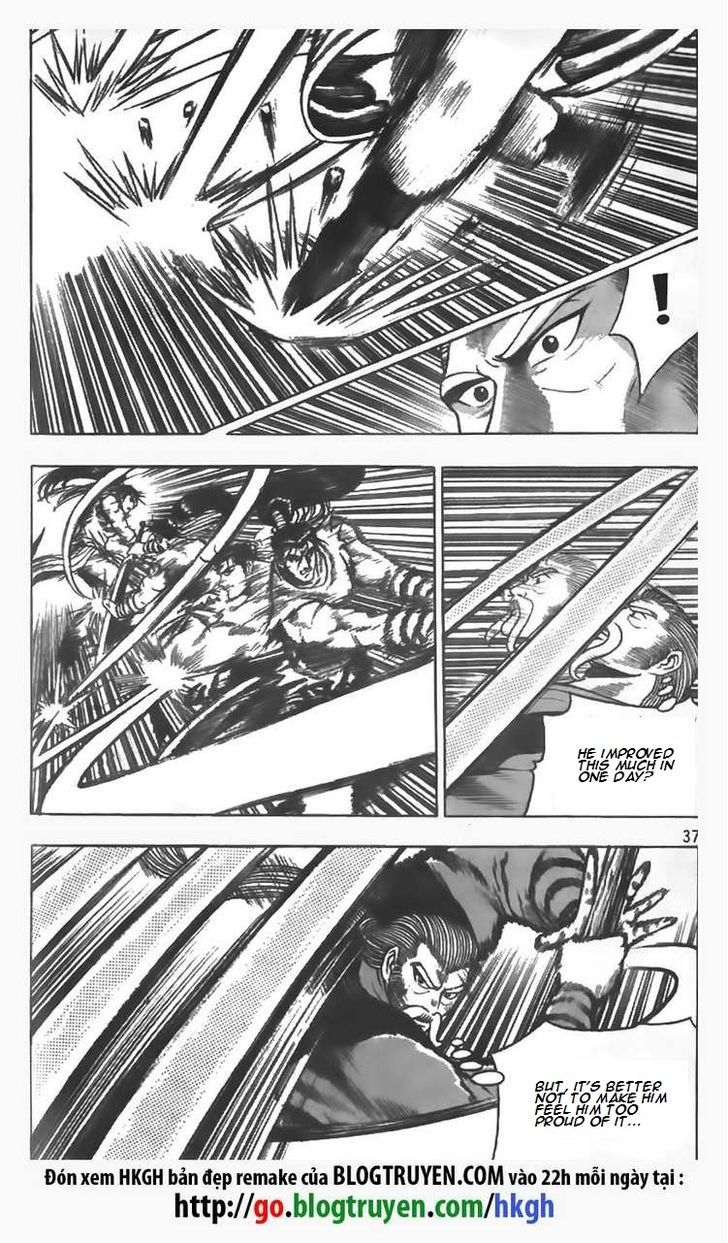 !
HE IMPROVED
THIS MUCH IN
ONE DAY?
37
BUT, IT'S BETTER
NOT TO MAKE HIM
FEEL HIM TOO
PROUD OF IT...
Đón xem HKGH bản đẹp remake của BLOGTRUYEN.COM vào 22h mỗi ngày tại :
http://go.blogtruyen.com/hkgh